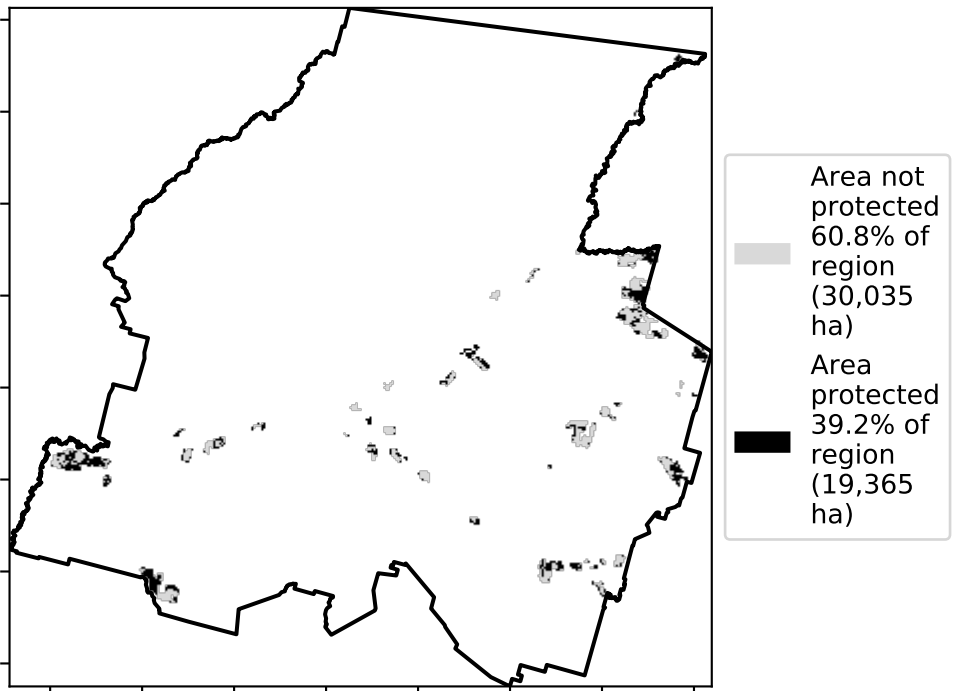 Area not
protected
60.8% of
region
(30,035
ha)
Area
protected
39.2% of
region
(19,365
ha)